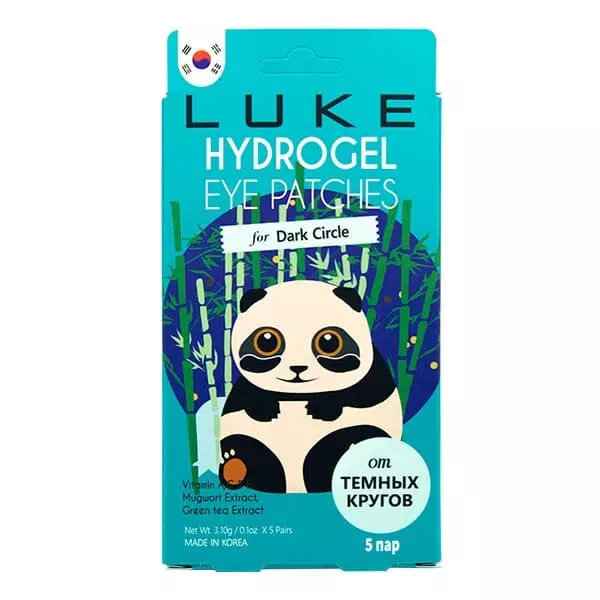 LUKE
HYDROGEL
EYE PATCHES
for Dark Circle
от
ТЕМНЫХ
КРУГОВ
Vitamin
Mugwort Extract,
Green tea Extract
Net Wt. 3.10g / 0.1oz X 5 Pairs
MADE IN KOREA
5 пар